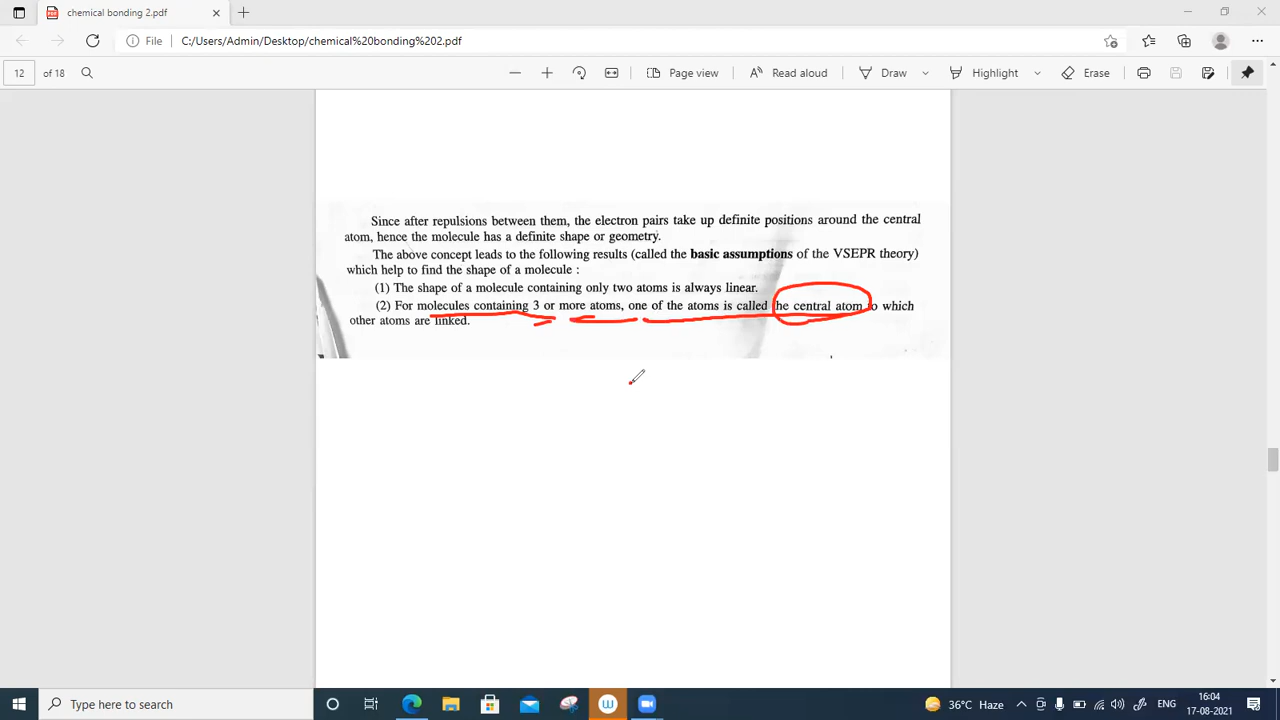 chemical bonding 2.pdf
File C:/Users/Admin/Desktop/chemical%20bonding%202.pdf
12 of 18 Page view Read aloud Draw Highlight Erase
Since after repulsions between them, the electron pairs take up definite positions around the central
atom, hence the molecule has a definite shape or geometry.
The above concept leads to the following results (called the basic assumptions of the VSEPR theory)
which help to find the shape of a molecule :
(1) The shape of a molecule containing only two atoms is always linear.
(2) For molecules containing 3 or more atoms, one of the atoms is called the central atom to which
other atoms are linked.
Type here to search
36°C Haze
ENG
16:04
17-08-2021